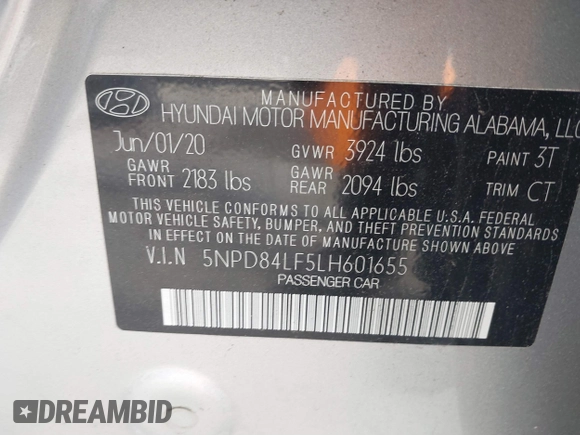 MANUFACTURED BY
HYUNDAI MOTOR MANUFACTURING ALABAMA, LLC
Jun/01/20 GVWR 3924 lbs PAINT 3T
GAWR FRONT 2183 lbs GAWR REAR 2094 lbs TRIM CT
THIS VEHICLE CONFORMS TO ALL APPLICABLE U.S.A. FEDERAL
MOTOR VEHICLE SAFETY, BUMPER, AND THEFT PREVENTION STANDARDS
IN EFFECT ON THE DATE OF MANUFACTURE SHOWN ABOVE
V.I.N 5NPD84LF5LH601655
PASSENGER CAR
DREAMBID